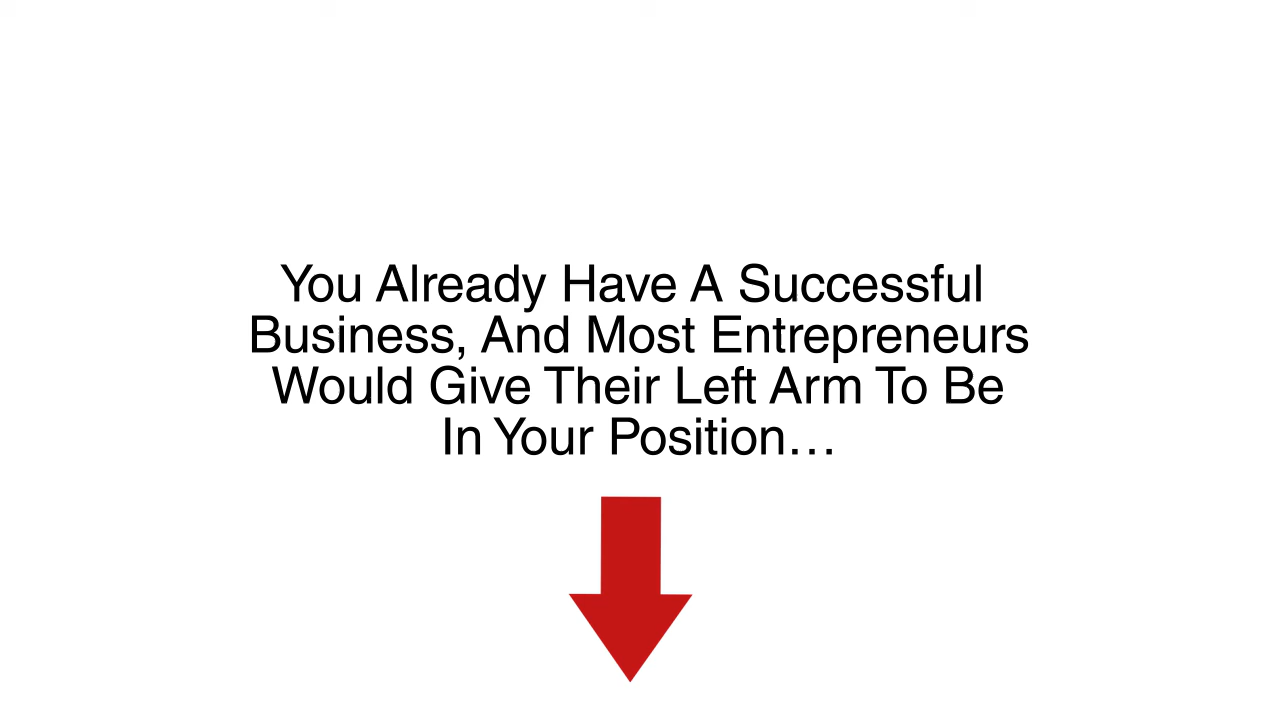 You Already Have A Successful
Business, And Most Entrepreneurs
Would Give Their Left Arm To Be
In Your Position…